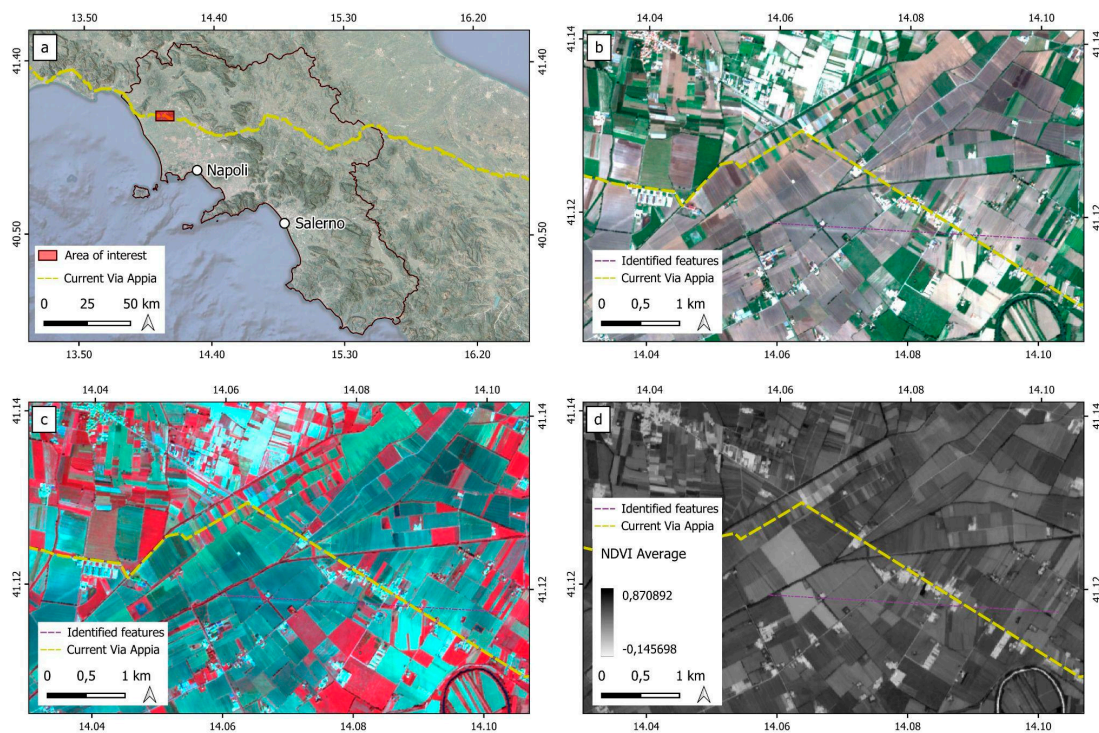 13.50 14.40 15.30 16.20
a
41.40 41.40
Napoli
Salerno
40.50 40.50
Area of interest
Current Via Appia
0 25 50 km
13.50 14.40 15.30 16.20
14.04 14.06 14.08 14.10
b
41.14 41.14
41.12 41.12
Identified features
Current Via Appia
0 0,5 1 km
14.04 14.06 14.08 14.10
14.04 14.06 14.08 14.10
c
41.14 41.14
41.12 41.12
Identified features
Current Via Appia
0 0,5 1 km
14.04 14.06 14.08 14.10
14.04 14.06 14.08 14.10
d
41.14 41.14
Identified features
Current Via Appia
NDVI Average
41.12 41.12
0,870892
-0,145698
0 0,5 1 km
14.04 14.06 14.08 14.10